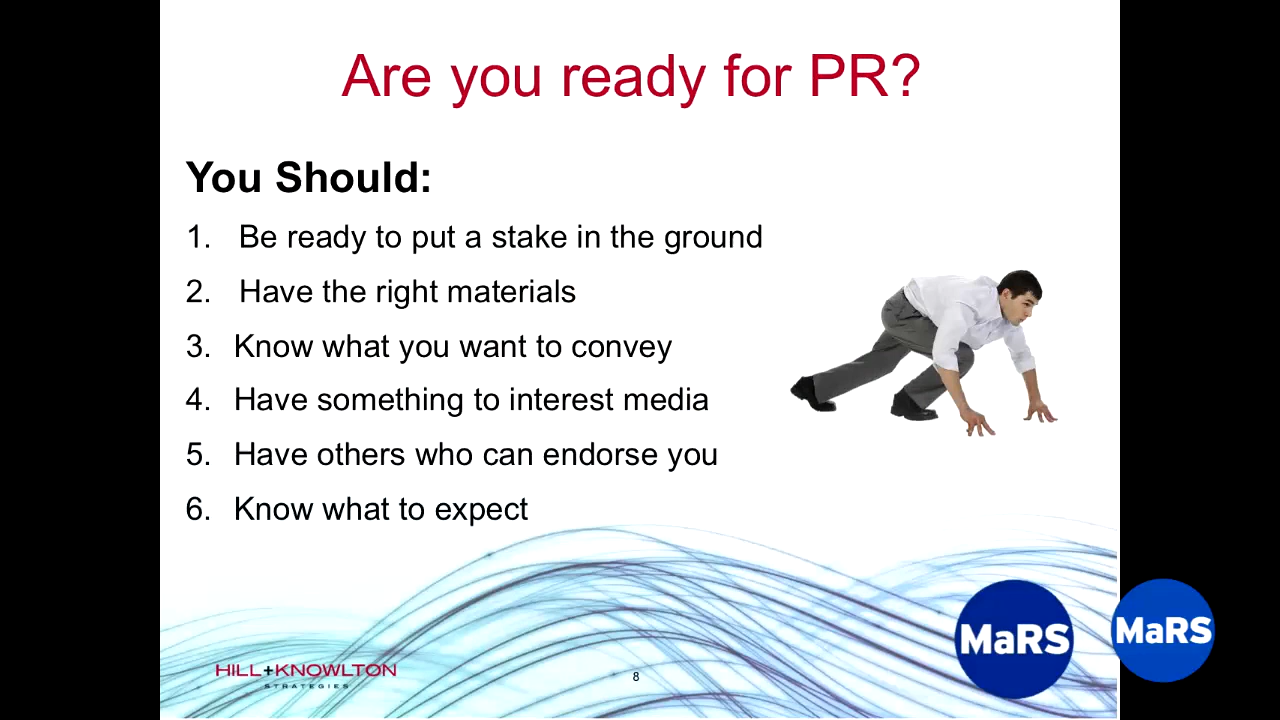 Are you ready for PR?
You Should:
1. Be ready to put a stake in the ground
2. Have the right materials
3. Know what you want to convey
4. Have something to interest media
5. Have others who can endorse you
6. Know what to expect
HILL+KNOWLTON
STRATEGIES
8
MaRS
MaRS